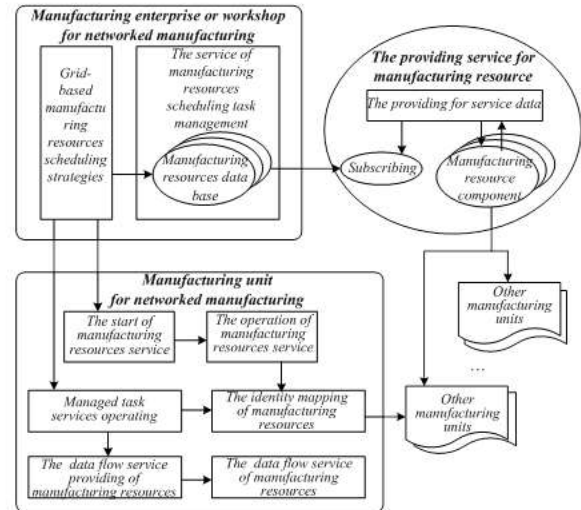 Manufacturing enterprise or workshop
for networked manufacturing
Grid-
based
manufactu
ring
resources
scheduling
strategies
The service of
manufacturing
resources
scheduling task
management
Manufacturing
resources data
base
The providing service for
manufacturing resource
The providing for service data
Subscribing
Manufacturing
resource
component
Manufacturing unit
for networked manufacturing
The start of
manufacturing
resources service
The operation of
manufacturing
resources service
Managed task
services operating
The identity mapping
of manufacturing
resources
The data flow service
providing of
manufacturing resources
The data flow service
of manufacturing
resources
Other
manufacturing
units
...
Other
manufacturing
units